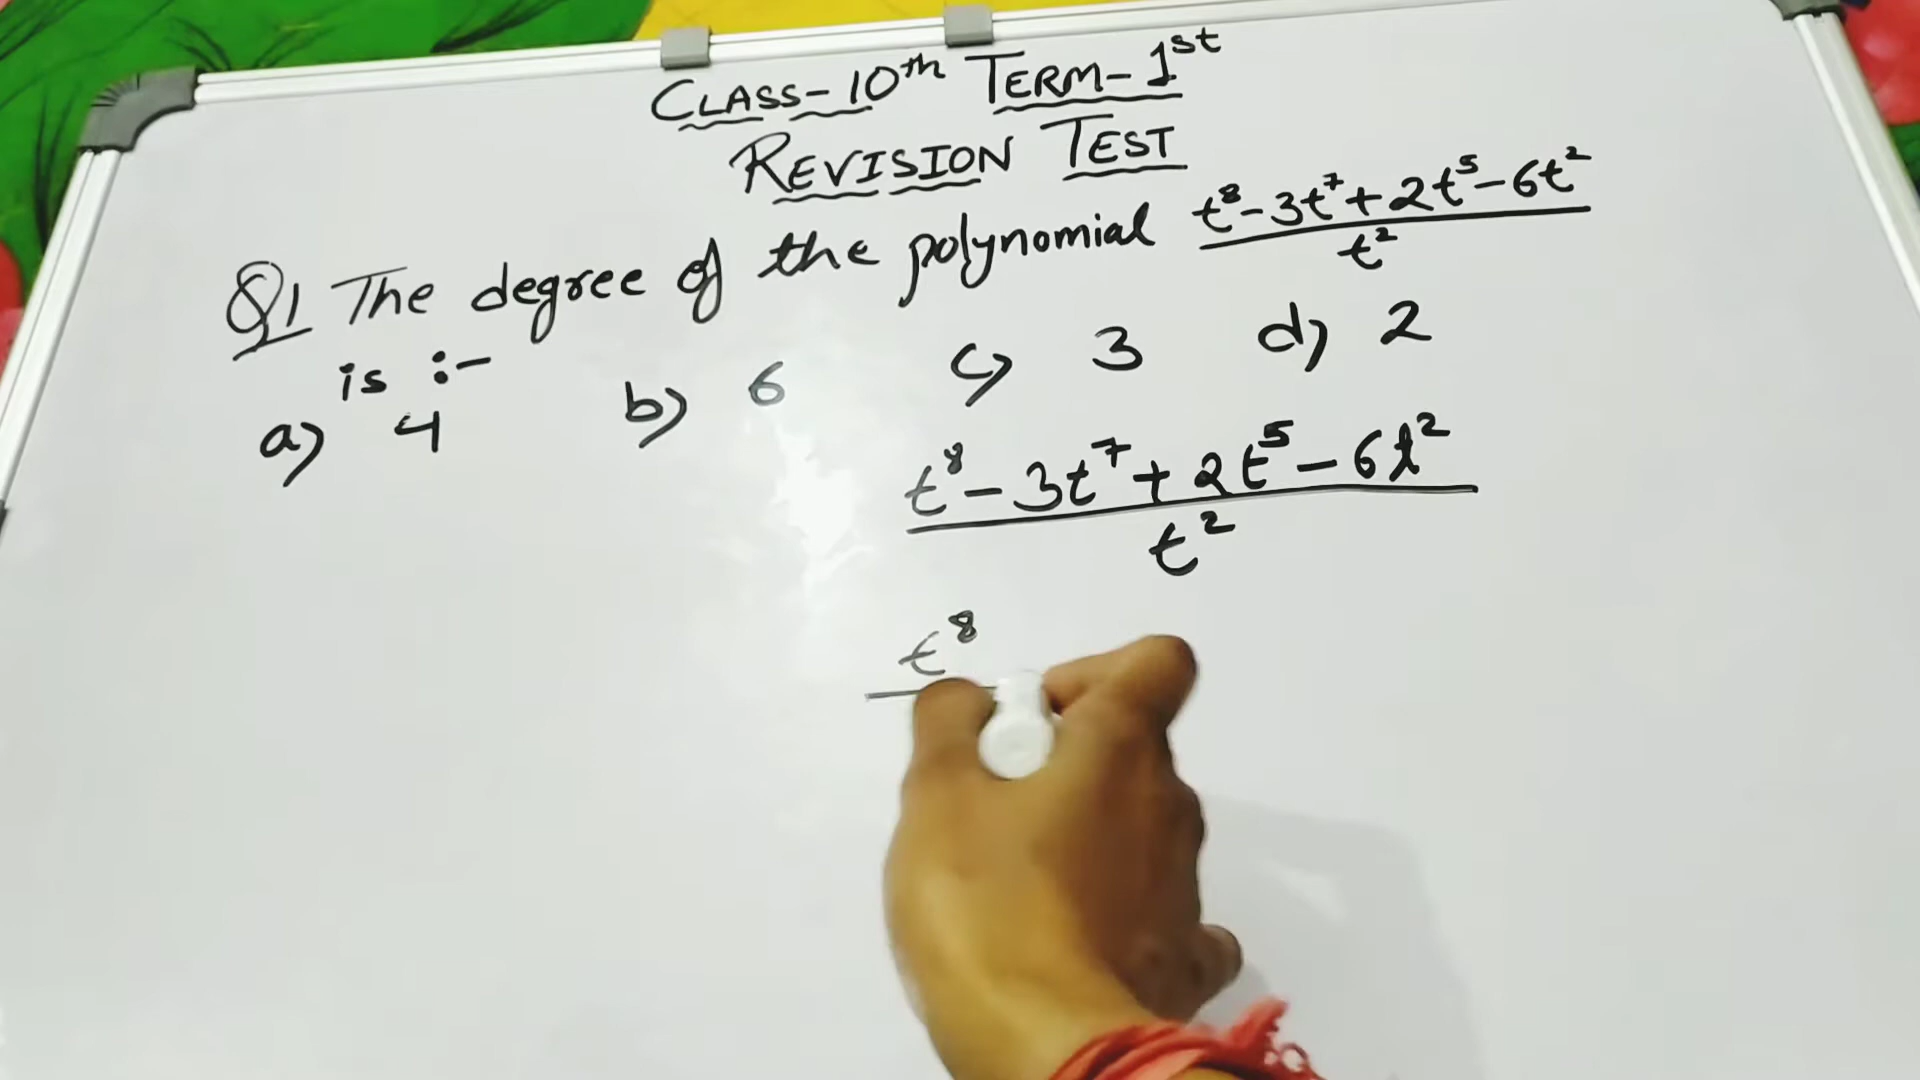 CLASS-10th TERM-1st
REVISION TEST
Q1 The degree of the polynomial t⁸-3t⁷+2t⁵-6t²
t²
is :-
a) 4 b) 6 c) 3 d) 2
t⁸-3t⁷+2t⁵-6t²
t²
t⁸